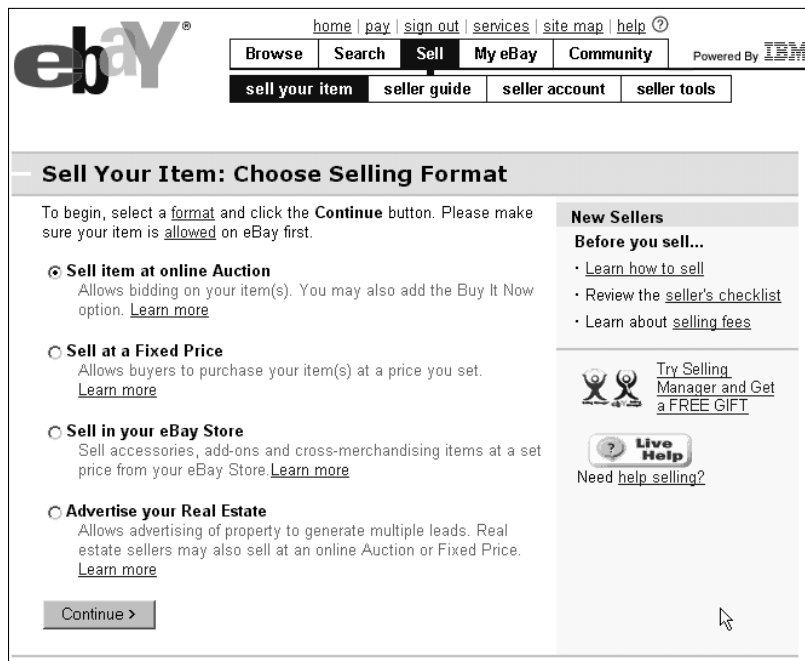 ebaY®
home | pay | sign out | services | site map | help ?
Browse Search Sell My eBay Community Powered By IBM
sell your item seller guide seller account seller tools
Sell Your Item: Choose Selling Format
To begin, select a format and click the Continue button. Please make
sure your item is allowed on eBay first.
Sell item at online Auction
Allows bidding on your item(s). You may also add the Buy It Now
option. Learn more
Sell at a Fixed Price
Allows buyers to purchase your item(s) at a price you set.
Learn more
Sell in your eBay Store
Sell accessories, add-ons and cross-merchandising items at a set
price from your eBay Store.Learn more
Advertise your Real Estate
Allows advertising of property to generate multiple leads. Real
estate sellers may also sell at an online Auction or Fixed Price.
Learn more
Continue >
New Sellers
Before you sell...
· Learn how to sell
· Review the seller's checklist
· Learn about selling fees
Try Selling
Manager and Get
a FREE GIFT
? Live
Help
Need help selling?